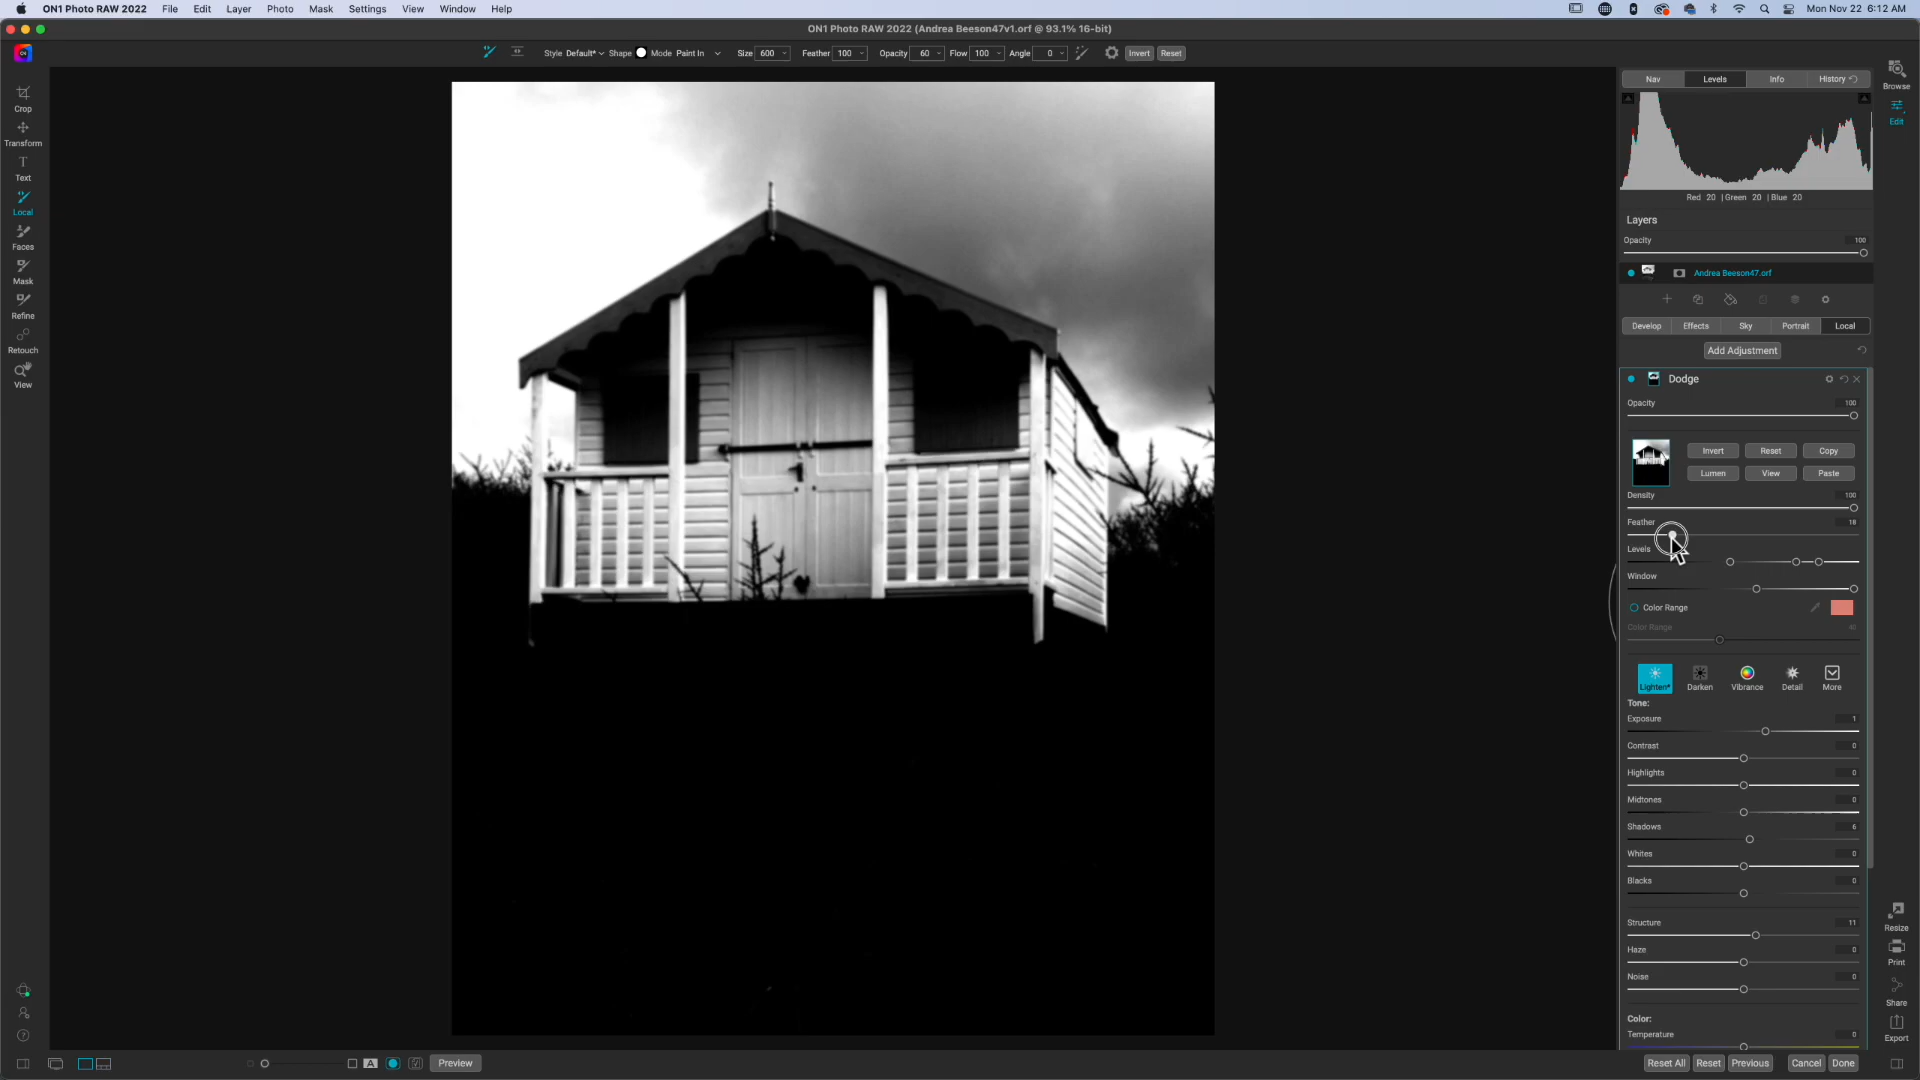 ON1 Photo RAW 2022 File Edit Layer Photo Mask Settings View Window Help Mon Nov 22 6:12 AM
ON1 Photo RAW 2022 (Andrea Beeson47v1.orf @ 93.1% 16-bit)
Style Default* Shape Mode Paint In Size 600 Feather 100 Opacity 60 Flow 100 Angle 0 Invert Reset
Nav Levels Info History
Browse
Edit
Crop
Transform
Text
Local
Faces
Mask
Refine
Retouch
View
Red 20 | Green 20 | Blue 20
Layers
Opacity 100
Andrea Beeson47.orf
Develop Effects Sky Portrait Local
Add Adjustment
Dodge
Opacity 100
Invert Reset Copy
Lumen View Paste
Density 100
Feather 18
Levels
Window
Color Range
Color Range 40
Lighten* Darken Vibrance Detail More
Tone:
Exposure 1
Contrast 0
Highlights 0
Midtones 0
Shadows 6
Whites 0
Blacks 0
Structure 11
Haze 0
Noise 0
Color:
Temperature 0
Resize
Print
Share
Export
A Preview
Reset All Reset Previous Cancel Done